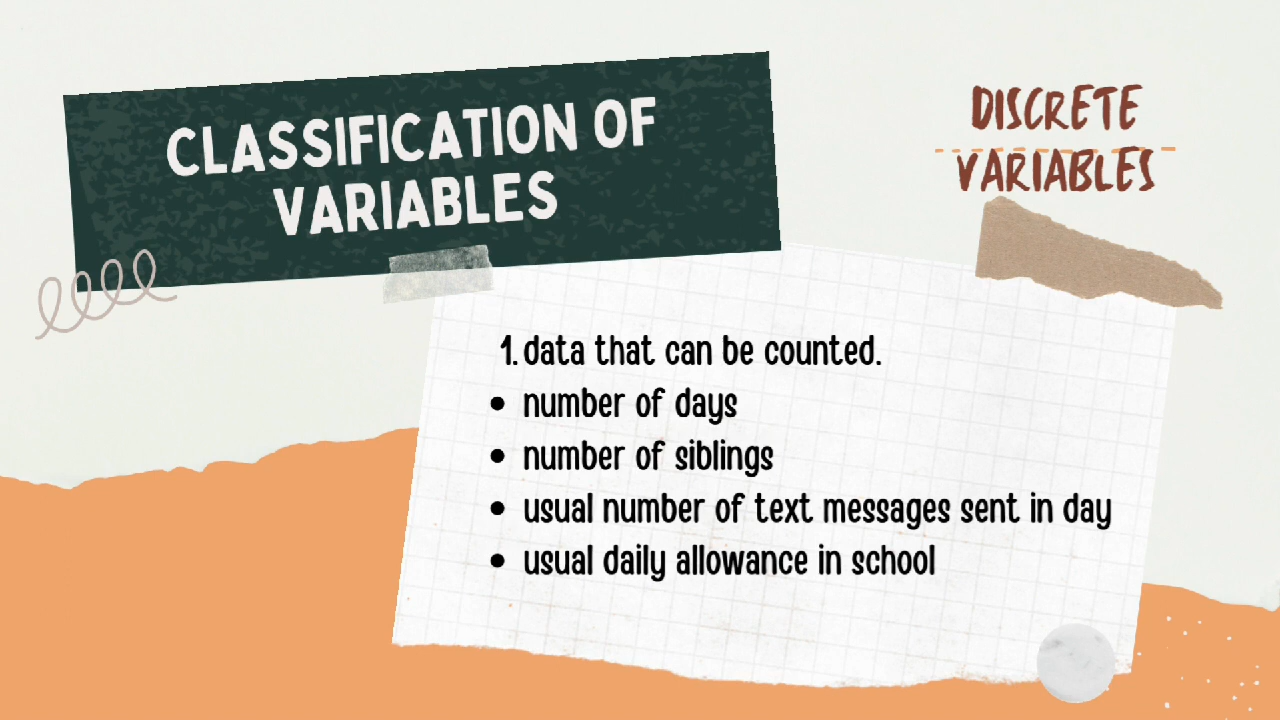 CLASSIFICATION OF
VARIABLES
DISCRETE
VARIABLES
1. data that can be counted.
• number of days
• number of siblings
• usual number of text messages sent in day
• usual daily allowance in school